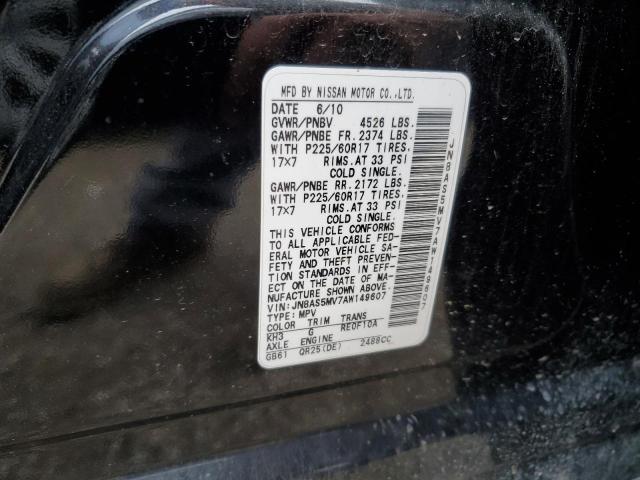 MFD BY NISSAN MOTOR CO.,LTD.
DATE 6/10
GVWR/PNBV 4526 LBS.
GAWR/PNBE FR. 2374 LBS.
WITH P225/60R17 TIRES.
17X7 RIMS.AT 33 PSI
COLD SINGLE.
GAWR/PNBE RR. 2172 LBS.
WITH P225/60R17 TIRES.
17X7 RIMS.AT 33 PSI
COLD SINGLE.
THIS VEHICLE CONFORMS
TO ALL APPLICABLE FED-
ERAL MOTOR VEHICLE SA-
FETY AND THEFT PREVEN-
TION STANDARDS IN EFF-
ECT ON THE DATE OF MA-
NUFACTURE SHOWN ABOVE.
VIN:JN8AS5MV7AW149607
TYPE:MPV
COLOR TRIM TRANS
KH3 G RE0F10A
AXLE ENGINE
GB61 QR25(DE) 2488CC
JN8AS5MV7AW149607